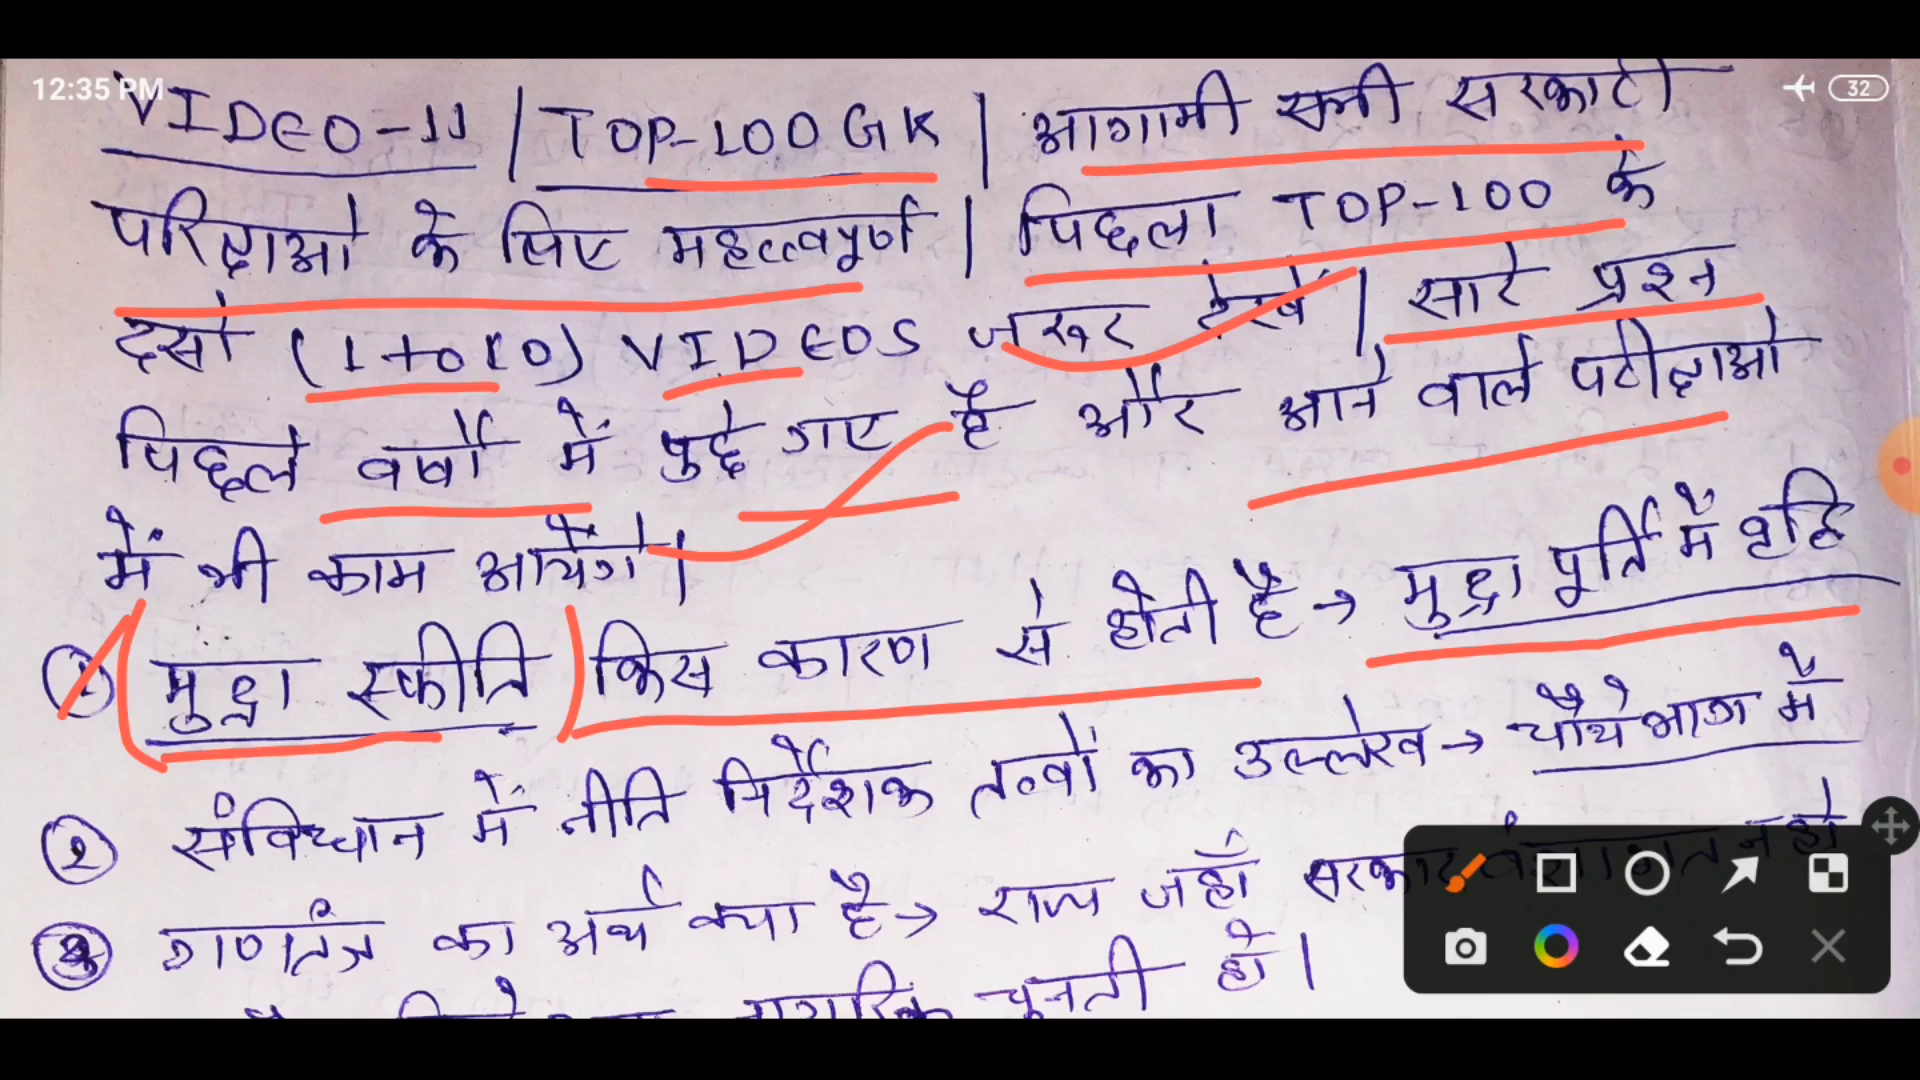 12:35 PM
32
VIDEO-11 | TOP-100 GK | आगामी सभी सरकारी
परिक्षाओ के लिए महत्वपूर्ण | पिछला TOP-100 के
दसो (1 to 10) VIDEOS जरूर देखें | सारे प्रश्न
पिछले वर्षो में पुछे गए है और आने वाले परीक्षाओ
में भी काम आयेंगे |
① मुद्रा स्फीति किस कारण से होती है → मुद्रा पूर्ति में वृद्धि
② संविधान में नीति निर्देशक तत्वों का उल्लेख → चौथे भाग में
③ गणतंत्र का अर्थ क्या है → राज्य जहाँ सरकार वंशागत न हो
नागरिक चुनती हो |